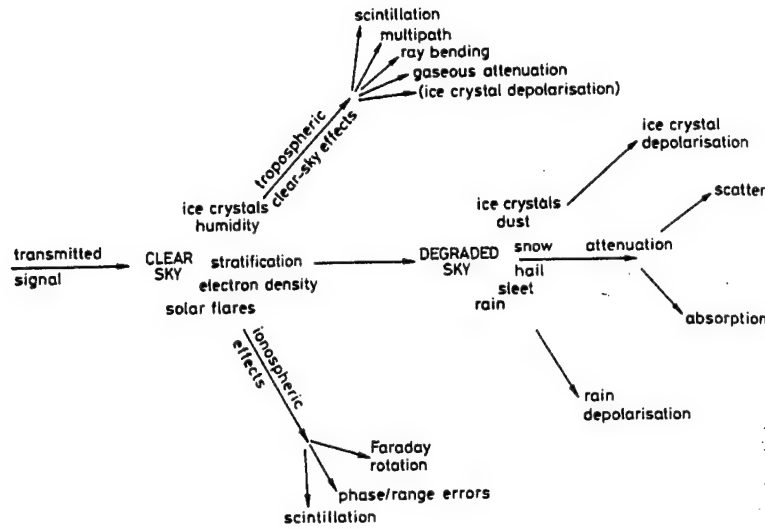 scintillation
multipath
ray bending
gaseous attenuation
(ice crystal depolarisation)
tropospheric
clear-sky effects
ice crystal
depolarisation
ice crystals
humidity
ice crystals
dust
scatter
transmitted
signal
CLEAR
SKY
stratification
electron density
solar flares
DEGRADED
SKY
snow
hail
sleet
rain
attenuation
absorption
ionospheric
effects
rain
depolarisation
Faraday
rotation
phase/range errors
scintillation